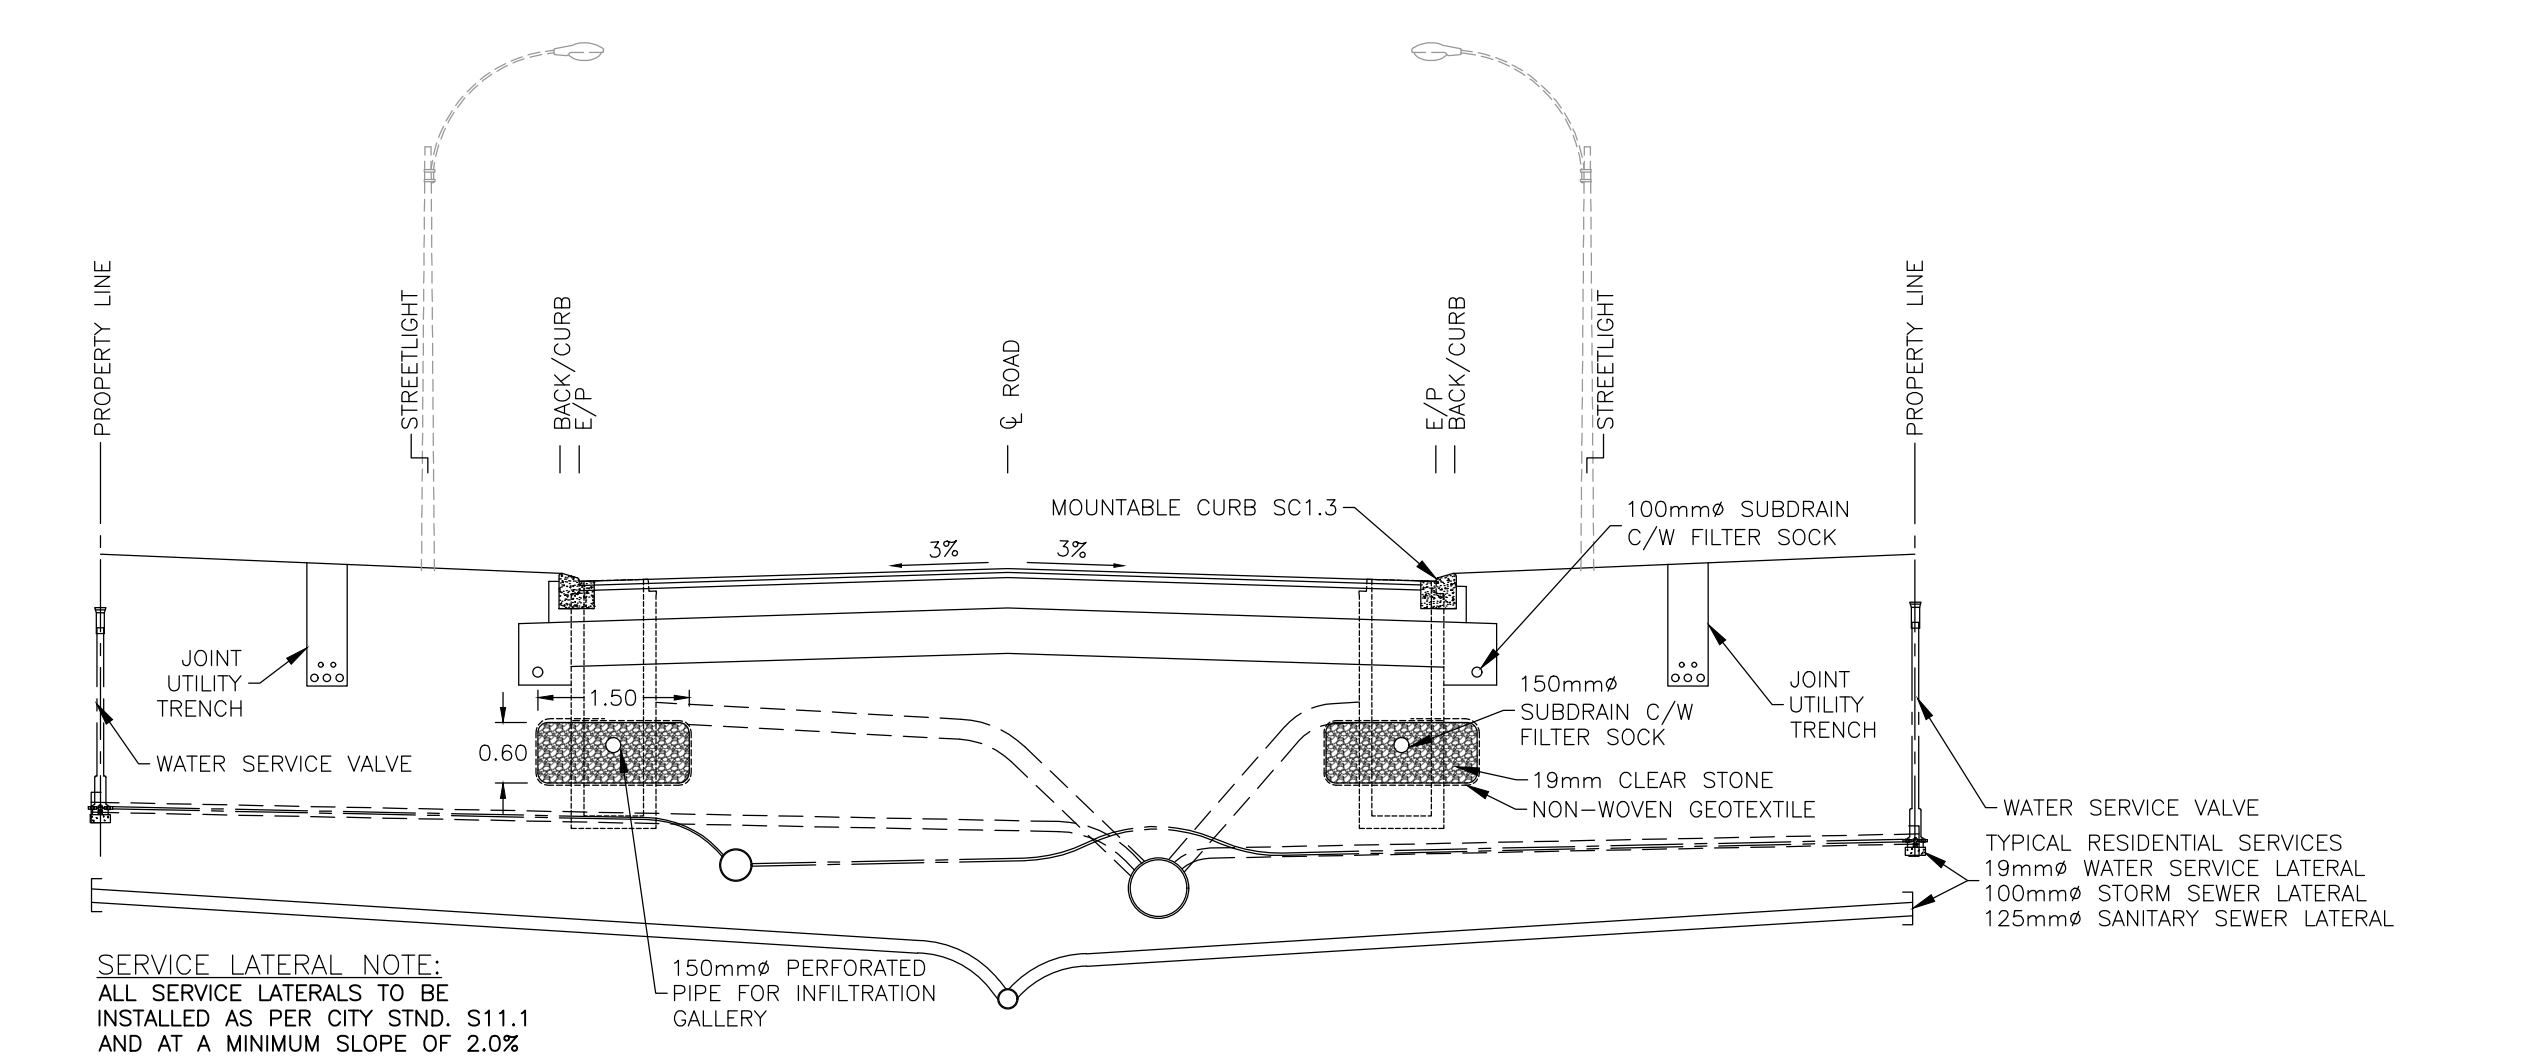 PROPERTY LINE
STREETLIGHT
BACK/CURB
E/P
℄ ROAD
E/P
BACK/CURB
STREETLIGHT
PROPERTY LINE
MOUNTABLE CURB SC1.3
100mmø SUBDRAIN
C/W FILTER SOCK
3%
3%
JOINT
UTILITY
TRENCH
WATER SERVICE VALVE
1.50
0.60
150mmø
SUBDRAIN C/W
FILTER SOCK
19mm CLEAR STONE
NON-WOVEN GEOTEXTILE
JOINT
UTILITY
TRENCH
WATER SERVICE VALVE
TYPICAL RESIDENTIAL SERVICES
19mmø WATER SERVICE LATERAL
100mmø STORM SEWER LATERAL
125mmø SANITARY SEWER LATERAL
150mmø PERFORATED
PIPE FOR INFILTRATION
GALLERY
SERVICE LATERAL NOTE:
ALL SERVICE LATERALS TO BE
INSTALLED AS PER CITY STND. S11.1
AND AT A MINIMUM SLOPE OF 2.0%